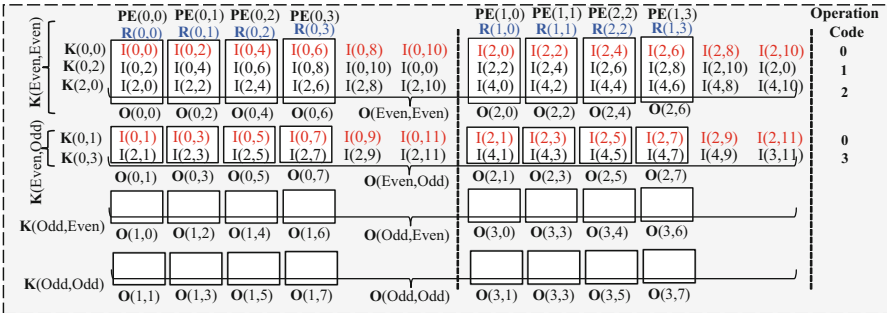 PE(0,0) PE(0,1) PE(0,2) PE(0,3) PE(1,0) PE(1,1) PE(2,2) PE(1,3) Operation
R(0,0) R(0,1) R(0,2) R(0,3) R(1,0) R(1,1) R(2,2) R(1,3) Code
K(Even,Even)
K(0,0) I(0,0) I(0,2) I(0,4) I(0,6) I(0,8) I(0,10) I(2,0) I(2,2) I(2,4) I(2,6) I(2,8) I(2,10) 0
K(0,2) I(0,2) I(0,4) I(0,6) I(0,8) I(0,10) I(0,0) I(2,2) I(2,4) I(2,6) I(2,8) I(2,10) I(2,0) 1
K(2,0) I(2,0) I(2,2) I(2,4) I(2,6) I(2,8) I(2,10) I(4,0) I(4,2) I(4,4) I(4,6) I(4,8) I(4,10) 2
O(0,0) O(0,2) O(0,4) O(0,6) O(Even,Even) O(2,0) O(2,2) O(2,4) O(2,6)
K(Even,Odd)
K(0,1) I(0,1) I(0,3) I(0,5) I(0,7) I(0,9) I(0,11) I(2,1) I(2,3) I(2,5) I(2,7) I(2,9) I(2,11) 0
K(0,3) I(2,1) I(2,3) I(2,5) I(2,7) I(2,9) I(2,11) I(4,1) I(4,3) I(4,5) I(4,7) I(4,9) I(3,11) 3
O(0,1) O(0,3) O(0,5) O(0,7) O(Even,Odd) O(2,1) O(2,3) O(2,5) O(2,7)
K(Odd,Even)
O(1,0) O(1,2) O(1,4) O(1,6) O(Odd,Even) O(3,0) O(3,3) O(3,4) O(3,6)
K(Odd,Odd)
O(1,1) O(1,3) O(1,5) O(1,7) O(Odd,Odd) O(3,1) O(3,3) O(3,5) O(3,7)